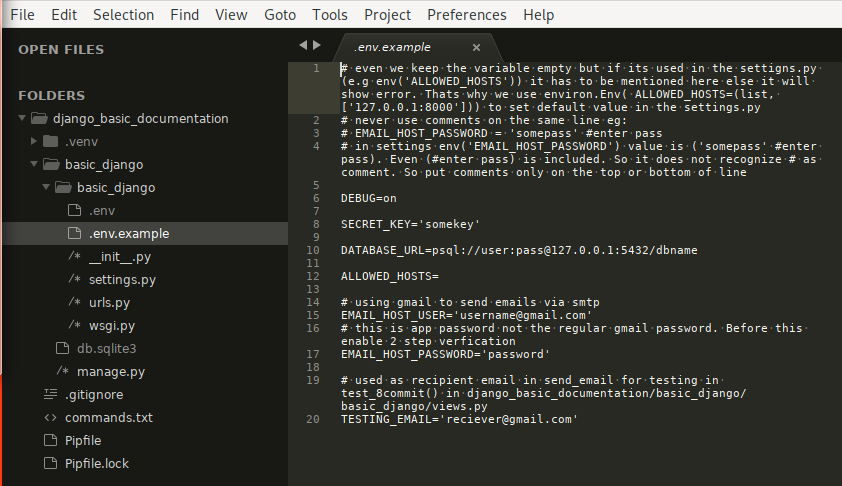 File Edit Selection Find View Goto Tools Project Preferences Help
OPEN FILES
FOLDERS
django_basic_documentation
.venv
basic_django
basic_django
.env
.env.example
/* __init__.py
/* settings.py
/* urls.py
/* wsgi.py
db.sqlite3
/* manage.py
.gitignore
<> commands.txt
Pipfile
Pipfile.lock
.env.example ×
1 # even we keep the variable empty but if its used in the settigns.py
(e.g env('ALLOWED_HOSTS')) it has to be mentioned here else it will
show error. Thats why we use environ.Env( ALLOWED_HOSTS=(list,
['127.0.0.1:8000'])) to set default value in the settings.py
2 # never use comments on the same line eg:
3 # EMAIL_HOST_PASSWORD = 'somepass' #enter pass
4 # in settings env('EMAIL_HOST_PASSWORD') value is ('somepass' #enter
pass). Even (#enter pass) is included. So it does not recognize # as
comment. So put comments only on the top or bottom of line
5
6 DEBUG=on
7
8 SECRET_KEY='somekey'
9
10 DATABASE_URL=psql://user:pass@127.0.0.1:5432/dbname
11
12 ALLOWED_HOSTS=
13
14 # using gmail to send emails via smtp
15 EMAIL_HOST_USER='username@gmail.com'
16 # this is app password not the regular gmail password. Before this
enable 2 step verfication
17 EMAIL_HOST_PASSWORD='password'
18
19 # used as recipient email in send_email for testing in
test_8commit() in django_basic_documentation/basic_django/
basic_django/views.py
20 TESTING_EMAIL='reciever@gmail.com'